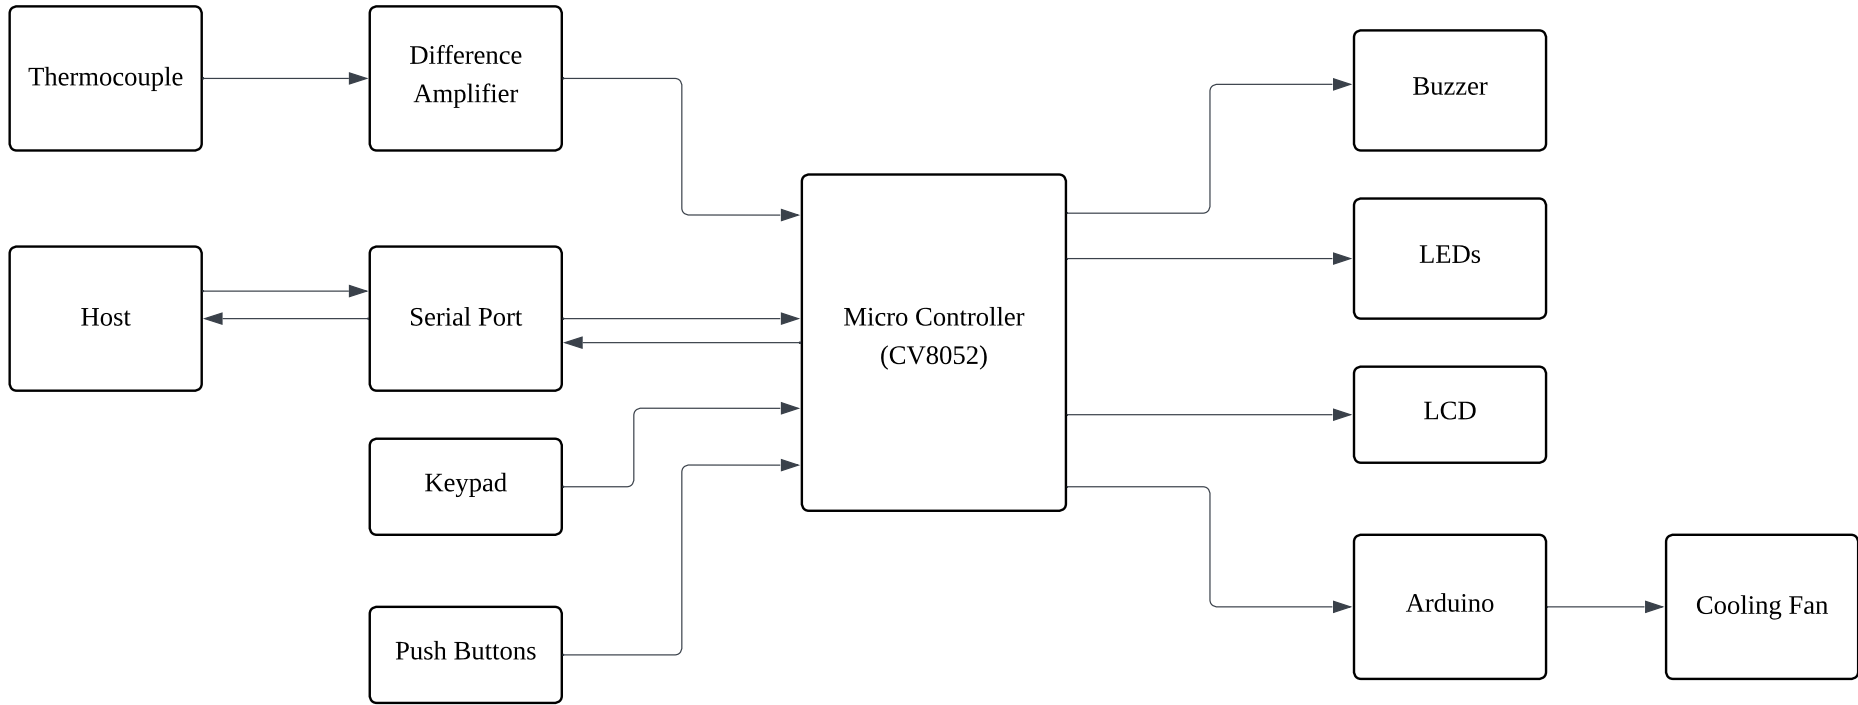 Thermocouple
Difference
Amplifier
Buzzer
LEDs
Host
Serial Port
Micro Controller
(CV8052)
LCD
Keypad
Push Buttons
Arduino
Cooling Fan